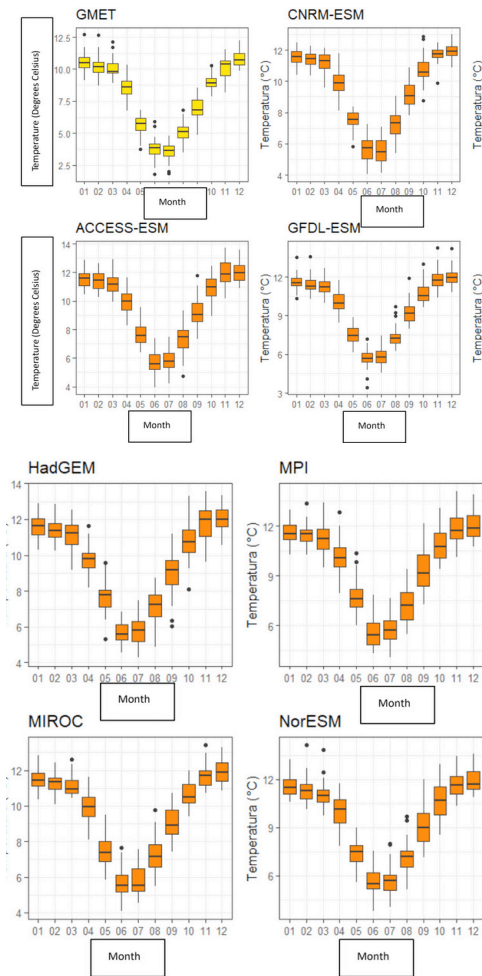 GMET
Temperature (Degrees Celsius)
10.0
7.5
5.0
2.5
01 02 03 04 05 06 07 08 09 10 11 12
Month
CNRM-ESM
Temperatura (°C)
12
10
8
6
4
01 02 03 04 05 06 07 08 09 10 11 12
Month
Temperatura (°C)
ACCESS-ESM
Temperature (Degrees Celsius)
14
12
10
8
6
4
01 02 03 04 05 06 07 08 09 10 11 12
Month
GFDL-ESM
Temperatura (°C)
12
9
6
3
01 02 03 04 05 06 07 08 09 10 11 12
Month
Temperatura (°C)
HadGEM
14
12
10
8
6
4
01 02 03 04 05 06 07 08 09 10 11 12
Month
MPI
Temperatura (°C)
12
9
6
01 02 03 04 05 06 07 08 09 10 11 12
Month
MIROC
12
10
8
6
4
01 02 03 04 05 06 07 08 09 10 11 12
Month
NorESM
Temperatura (°C)
12
9
6
01 02 03 04 05 06 07 08 09 10 11 12
Month